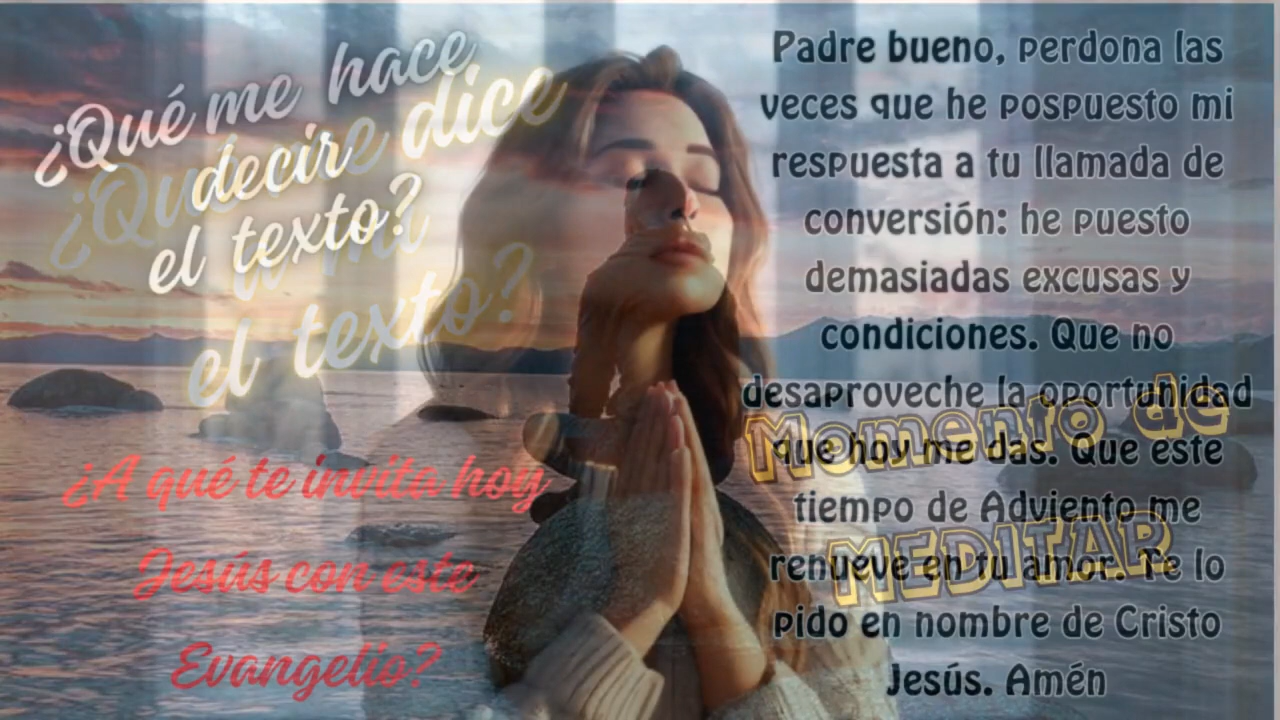 ¿Qué me hace
decir
el texto?
¿Qué me dice
a mi
el texto?
¿A qué te invita hoy
Jesús con este
Evangelio?
Padre bueno, perdona las
veces que he pospuesto mi
respuesta a tu llamada de
conversión: he puesto
demasiadas excusas y
condiciones. Que no
desaproveche la oportunidad
que hoy me das. Que este
tiempo de Adviento me
renueve en tu amor. Te lo
pido en nombre de Cristo
Jesús. Amén
Momento de
MEDITAR